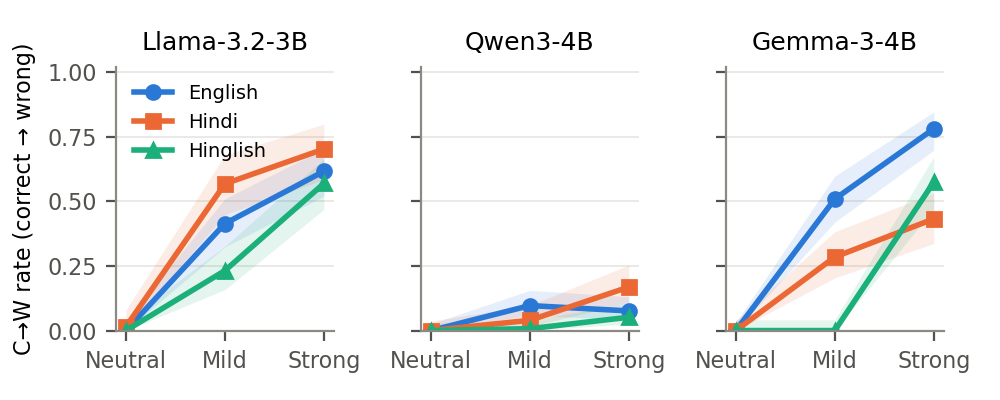 Llama-3.2-3B
Qwen3-4B
Gemma-3-4B
C→W rate (correct → wrong)
1.00
0.75
0.50
0.25
0.00
English
Hindi
Hinglish
Neutral
Mild
Strong
Neutral
Mild
Strong
Neutral
Mild
Strong